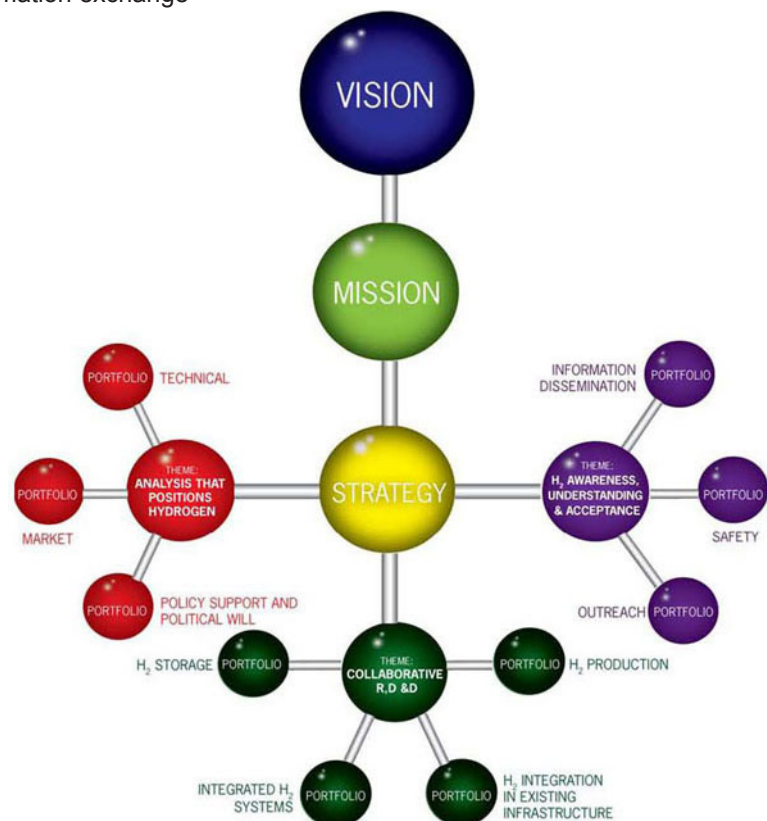 mation exchange
VISION
MISSION
PORTFOLIO
TECHNICAL
INFORMATION
DISSEMINATION
PORTFOLIO
THEME:
ANALYSIS THAT
POSITIONS
HYDROGEN
PORTFOLIO
MARKET
STRATEGY
THEME:
H₂ AWARENESS,
UNDERSTANDING
& ACCEPTANCE
PORTFOLIO
SAFETY
PORTFOLIO
POLICY SUPPORT AND
POLITICAL WILL
OUTREACH
PORTFOLIO
H₂ STORAGE
PORTFOLIO
THEME:
COLLABORATIVE
R,D &D
PORTFOLIO
H₂ PRODUCTION
INTEGRATED H₂
SYSTEMS
PORTFOLIO
PORTFOLIO
H₂ INTEGRATION
IN EXISTING
INFRASTRUCTURE